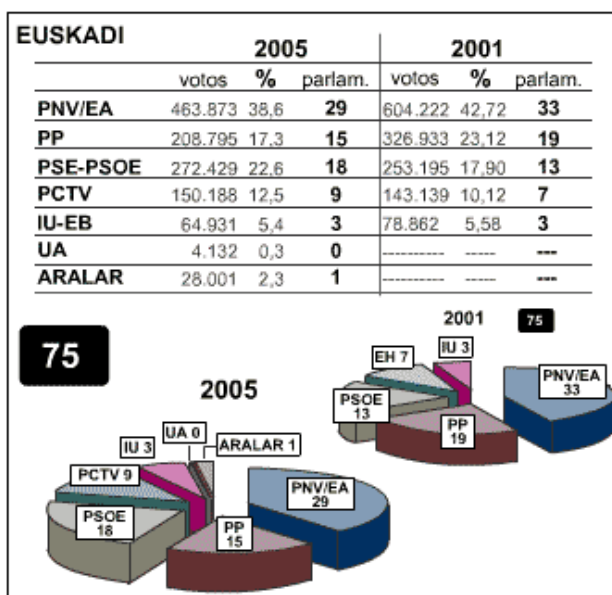 EUSKADI
2005 2001
votos % parlam. votos % parlam.
PNV/EA 463.873 38,6 29 604.222 42,72 33
PP 208.795 17,3 15 326.933 23,12 19
PSE-PSOE 272.429 22,6 18 253.195 17,90 13
PCTV 150.188 12,5 9 143.139 10,12 7
IU-EB 64.931 5,4 3 78.862 5,58 3
UA 4.132 0,3 0 ---------- ----- ---
ARALAR 28.001 2,3 1 ---------- ----- ---
2001 75
EH 7
IU 3
PNV/EA
33
PSOE
13
PP
19
75
2005
IU 3
UA 0
ARALAR 1
PCTV 9
PNV/EA
29
PSOE
18
PP
15